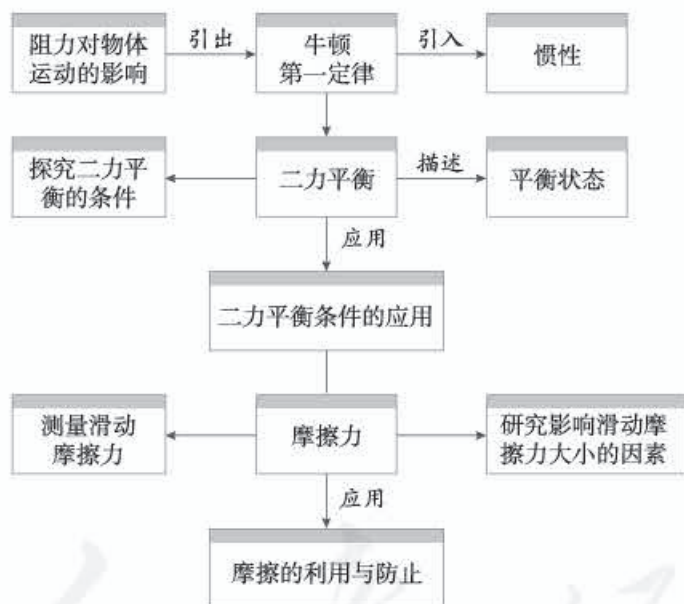 阻力对物体
运动的影响
引出
牛顿
第一定律
引入
惯性
探究二力平
衡的条件
二力平衡
描述
平衡状态
应用
二力平衡条件的应用
测量滑动
摩擦力
摩擦力
研究影响滑动摩
擦力大小的因素
应用
摩擦的利用与防止